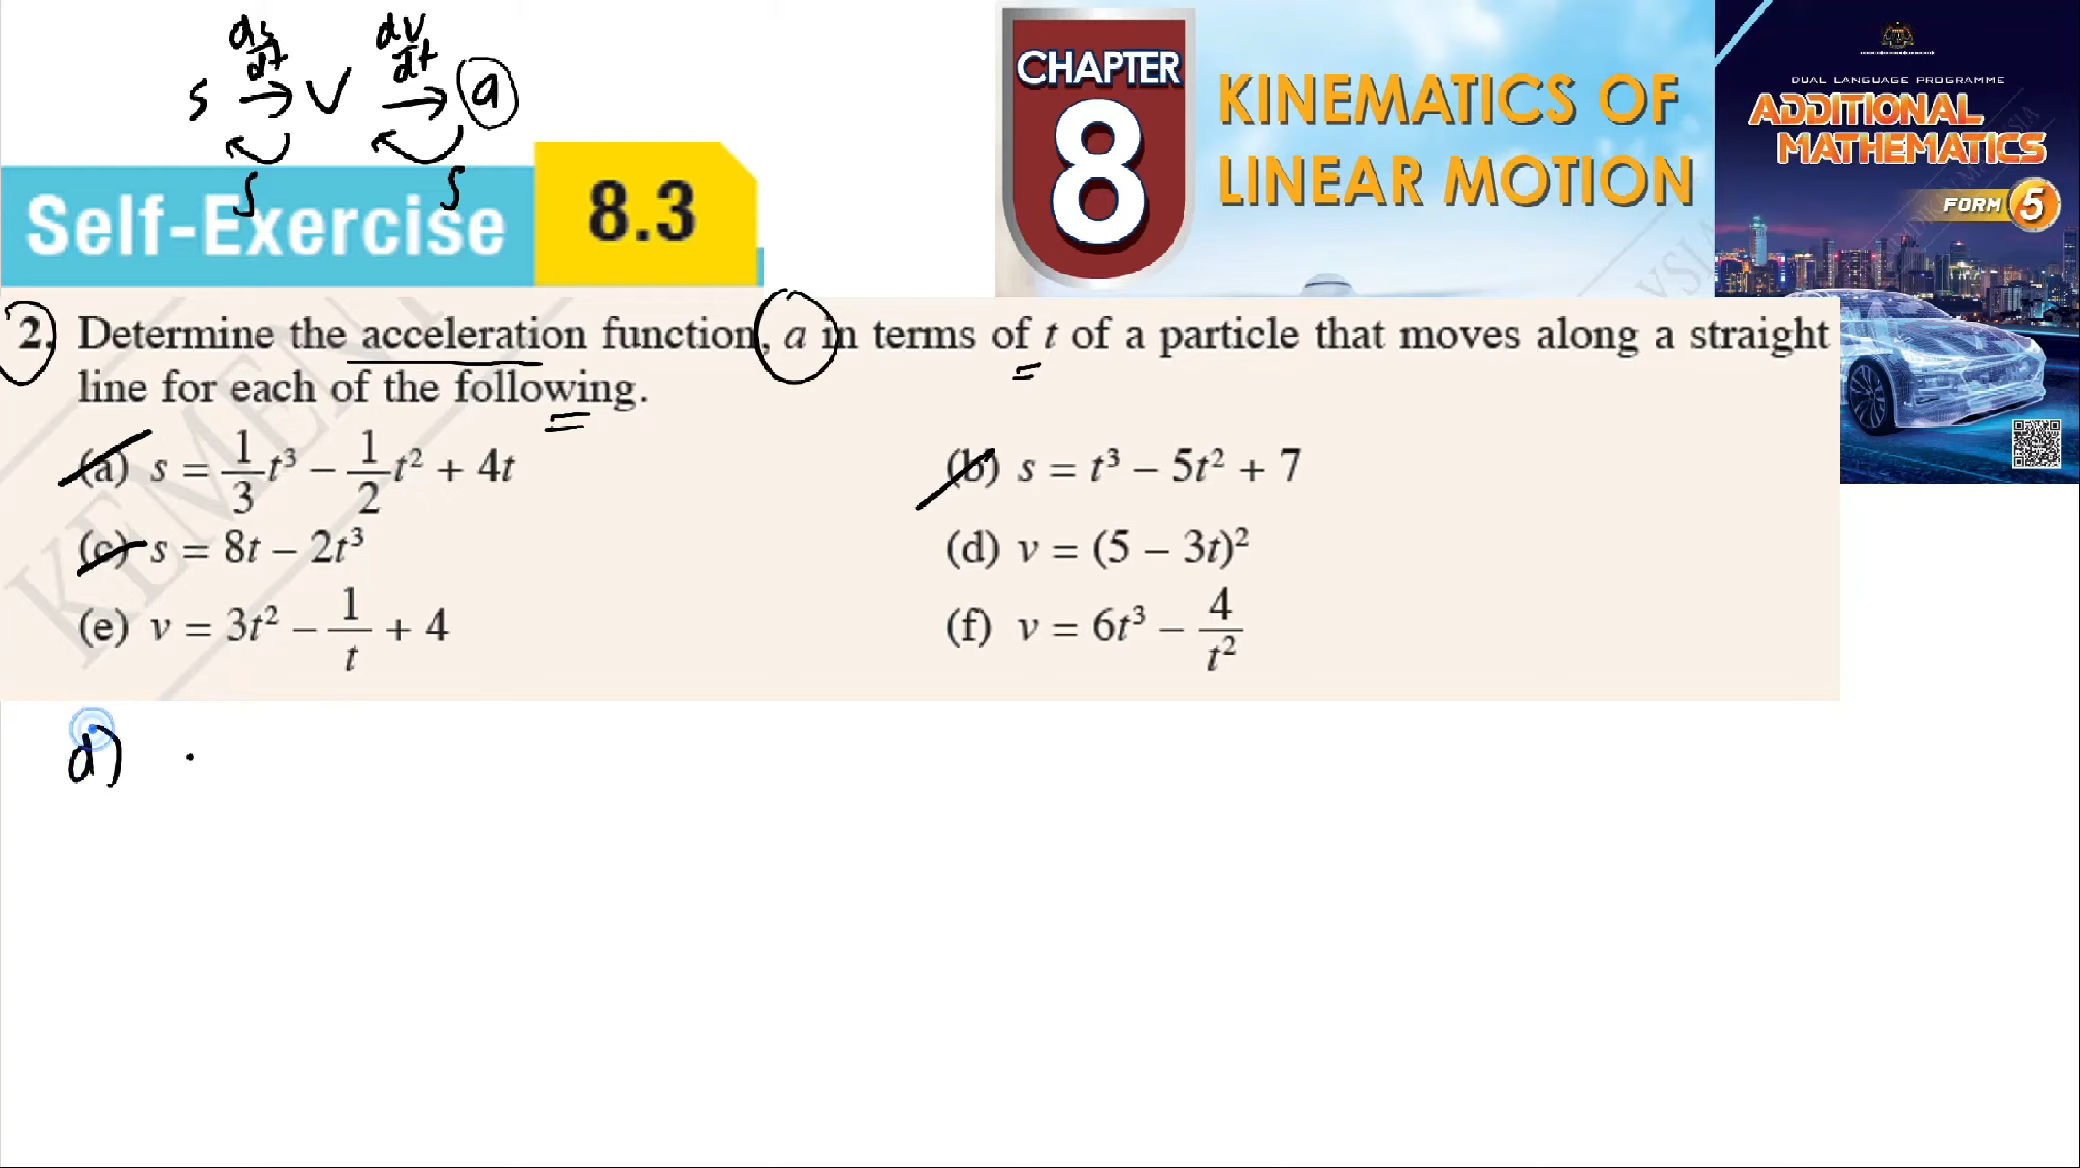 s ds/dt → v dv/dt → a
∫ ∫
Self-Exercise 8.3
CHAPTER 8
KINEMATICS OF
LINEAR MOTION
DUAL LANGUAGE PROGRAMME
ADDITIONAL
MATHEMATICS
FORM 5
2. Determine the acceleration function, a in terms of t of a particle that moves along a straight
line for each of the following.
(a) s = 1/3 t³ – 1/2 t² + 4t
(b) s = t³ – 5t² + 7
(c) s = 8t – 2t³
(d) v = (5 – 3t)²
(e) v = 3t² – 1/t + 4
(f) v = 6t³ – 4/t²
d)